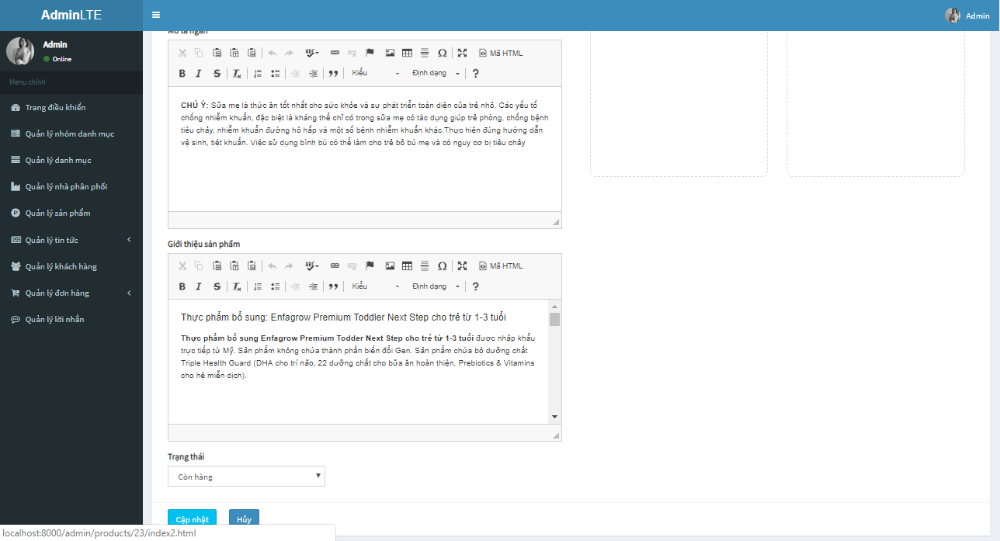 AdminLTE
Admin
Admin
Online
Menu chính
Trang điều khiển
Quản lý nhóm danh mục
Quản lý danh mục
Quản lý nhà phân phối
Quản lý sản phẩm
Quản lý tin tức
Quản lý khách hàng
Quản lý đơn hàng
Quản lý lời nhắn
Mô tả ngắn
Mã HTML
Kiểu
Định dạng
CHÚ Ý: Sữa mẹ là thức ăn tốt nhất cho sức khỏe và sự phát triển toàn diện của trẻ nhỏ. Các yếu tố
chống nhiễm khuẩn, đặc biệt là kháng thể chỉ có trong sữa mẹ có tác dụng giúp trẻ phòng, chống bệnh
tiêu chảy, nhiễm khuẩn đường hô hấp và một số bệnh nhiễm khuẩn khác.Thực hiện đúng hướng dẫn
vệ sinh, tiệt khuẩn. Việc sử dụng bình bú có thể làm cho trẻ bỏ bú mẹ và có nguy cơ bị tiêu chảy
Giới thiệu sản phẩm
Mã HTML
Kiểu
Định dạng
Thực phẩm bổ sung: Enfagrow Premium Toddler Next Step cho trẻ từ 1-3 tuổi
Thực phẩm bổ sung Enfagrow Premium Todder Next Step cho trẻ từ 1-3 tuổi được nhập khẩu
trực tiếp từ Mỹ. Sản phẩm không chứa thành phần biến đổi Gen. Sản phẩm chứa bộ dưỡng chất
Triple Health Guard (DHA cho trí não, 22 dưỡng chất cho bữa ăn hoàn thiện, Prebiotics & Vitamins
cho hệ miễn dịch).
Trạng thái
Còn hàng
Cập nhật
Hủy
localhost:8000/admin/products/23/index2.html